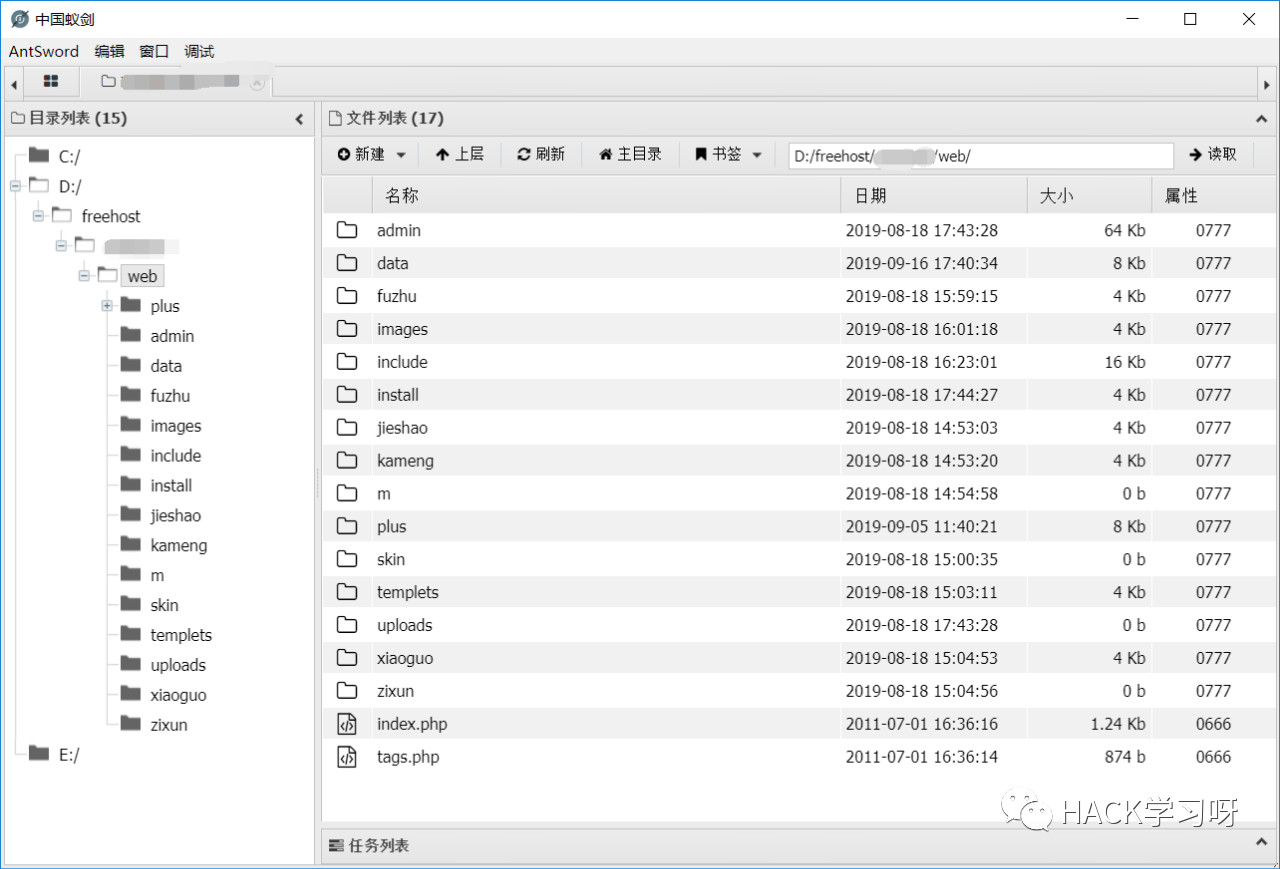 中国蚁剑
AntSword 编辑 窗口 调试
目录列表 (15)
C:/
D:/
freehost
web
plus
admin
data
fuzhu
images
include
install
jieshao
kameng
m
skin
templets
uploads
xiaoguo
zixun
E:/
文件列表 (17)
新建 上层 刷新 主目录 书签 D:/freehost/ /web/ 读取
名称 日期 大小 属性
admin 2019-08-18 17:43:28 64 Kb 0777
data 2019-09-16 17:40:34 8 Kb 0777
fuzhu 2019-08-18 15:59:15 4 Kb 0777
images 2019-08-18 16:01:18 4 Kb 0777
include 2019-08-18 16:23:01 16 Kb 0777
install 2019-08-18 17:44:27 4 Kb 0777
jieshao 2019-08-18 14:53:03 4 Kb 0777
kameng 2019-08-18 14:53:20 4 Kb 0777
m 2019-08-18 14:54:58 0 b 0777
plus 2019-09-05 11:40:21 8 Kb 0777
skin 2019-08-18 15:00:35 0 b 0777
templets 2019-08-18 15:03:11 4 Kb 0777
uploads 2019-08-18 17:43:28 0 b 0777
xiaoguo 2019-08-18 15:04:53 4 Kb 0777
zixun 2019-08-18 15:04:56 0 b 0777
index.php 2011-07-01 16:36:16 1.24 Kb 0666
tags.php 2011-07-01 16:36:14 874 b 0666
HACK学习呀
任务列表